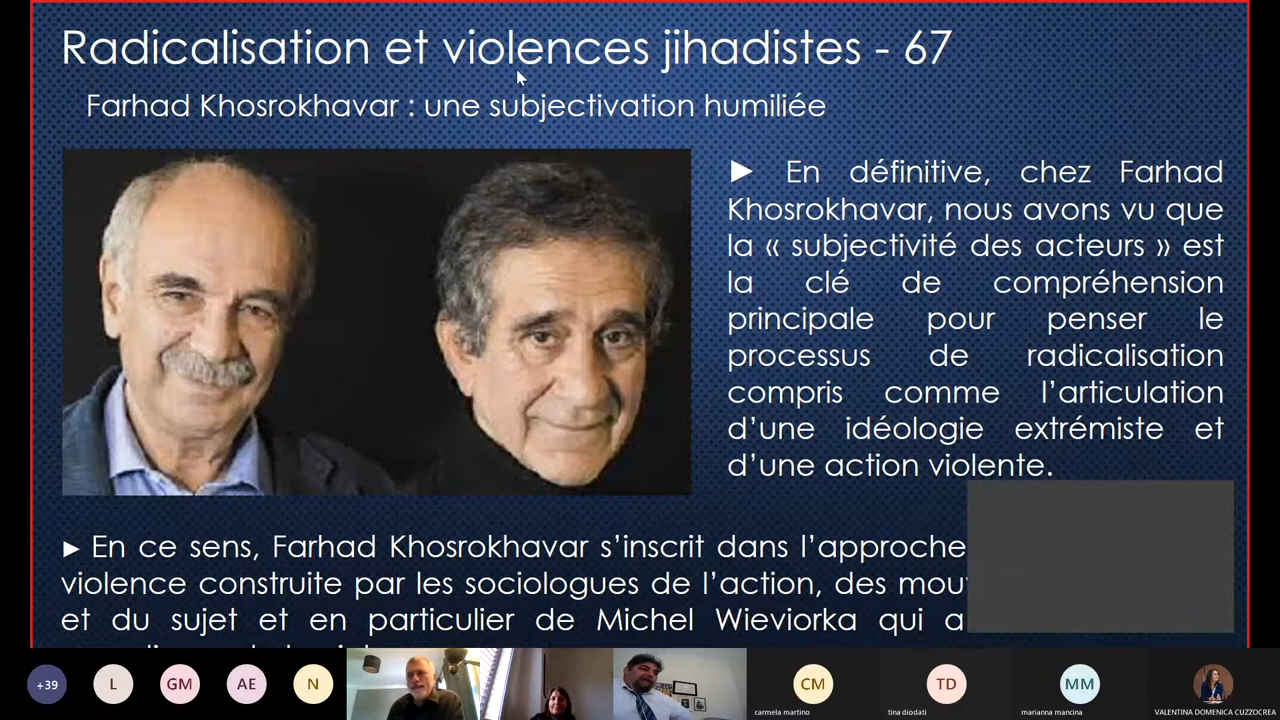 Radicalisation et violences jihadistes - 67
Farhad Khosrokhavar : une subjectivation humiliée
► En définitive, chez Farhad
Khosrokhavar, nous avons vu que
la « subjectivité des acteurs » est
la clé de compréhension
principale pour penser le
processus de radicalisation
compris comme l’articulation
d’une idéologie extrémiste et
d’une action violente.
► En ce sens, Farhad Khosrokhavar s’inscrit dans l’approche
violence construite par les sociologues de l’action, des
et du sujet et en particulier de Michel Wieviorka qui
+39
L
GM
AE
N
CM
carmela martino
TD
tina diodati
MM
marianna mancina
VALENTINA DOMENICA CUZZOCREA